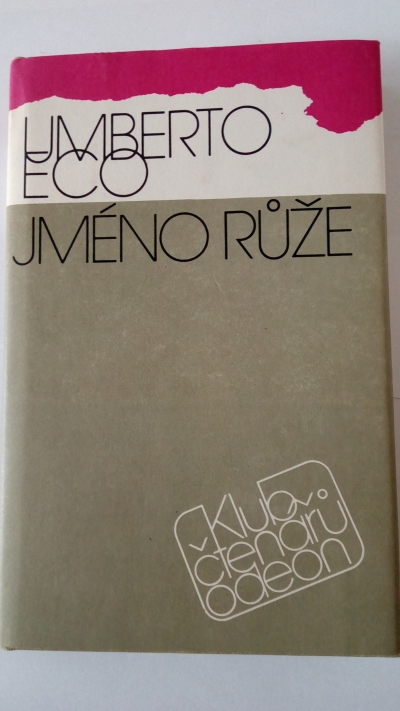 UMBERTO
ECO
JMÉNO RŮŽE
Klub
čtenářů
odeon